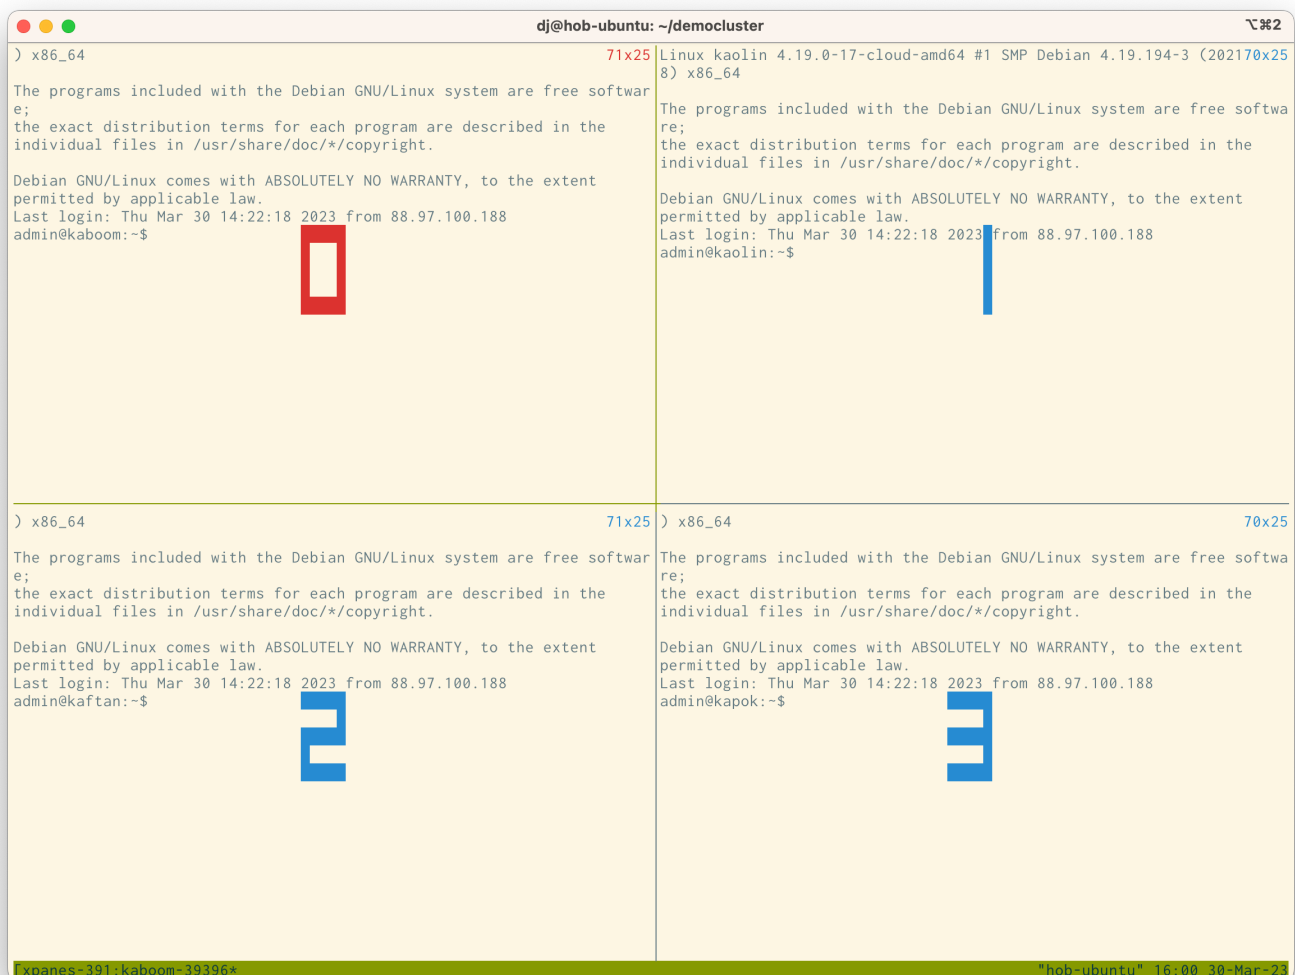 dj@hob-ubuntu: ~/democluster
⌥⌘2
) x86_64 71x25
The programs included with the Debian GNU/Linux system are free softwar
e;
the exact distribution terms for each program are described in the
individual files in /usr/share/doc/*/copyright.
Debian GNU/Linux comes with ABSOLUTELY NO WARRANTY, to the extent
permitted by applicable law.
Last login: Thu Mar 30 14:22:18 2023 from 88.97.100.188
admin@kaboom:~$
0
Linux kaolin 4.19.0-17-cloud-amd64 #1 SMP Debian 4.19.194-3 (202170x25
8) x86_64
The programs included with the Debian GNU/Linux system are free softwa
re;
the exact distribution terms for each program are described in the
individual files in /usr/share/doc/*/copyright.
Debian GNU/Linux comes with ABSOLUTELY NO WARRANTY, to the extent
permitted by applicable law.
Last login: Thu Mar 30 14:22:18 2023 from 88.97.100.188
admin@kaolin:~$
1
) x86_64 71x25
The programs included with the Debian GNU/Linux system are free softwar
e;
the exact distribution terms for each program are described in the
individual files in /usr/share/doc/*/copyright.
Debian GNU/Linux comes with ABSOLUTELY NO WARRANTY, to the extent
permitted by applicable law.
Last login: Thu Mar 30 14:22:18 2023 from 88.97.100.188
admin@kaftan:~$
2
) x86_64 70x25
The programs included with the Debian GNU/Linux system are free softwa
re;
the exact distribution terms for each program are described in the
individual files in /usr/share/doc/*/copyright.
Debian GNU/Linux comes with ABSOLUTELY NO WARRANTY, to the extent
permitted by applicable law.
Last login: Thu Mar 30 14:22:18 2023 from 88.97.100.188
admin@kapok:~$
3
[xpanes-391:kaboom-39396* "hob-ubuntu" 16:00 30-Mar-23